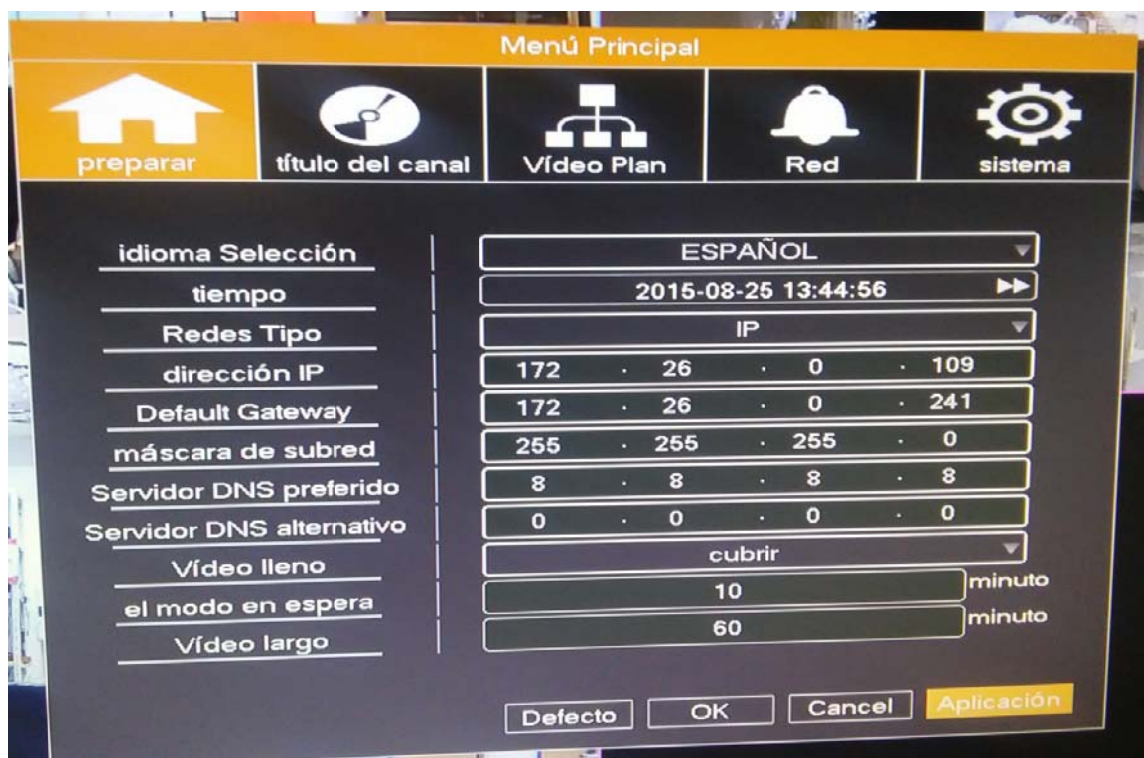 Menú Principal
preparar título del canal Vídeo Plan Red sistema
idioma Selección ESPAÑOL
tiempo 2015-08-25 13:44:56
Redes Tipo IP
dirección IP 172 . 26 . 0 . 109
Default Gateway 172 . 26 . 0 . 241
máscara de subred 255 . 255 . 255 . 0
Servidor DNS preferido 8 . 8 . 8 . 8
Servidor DNS alternativo 0 . 0 . 0 . 0
Vídeo lleno cubrir
el modo en espera 10 minuto
Vídeo largo 60 minuto
Defecto OK Cancel Aplicación